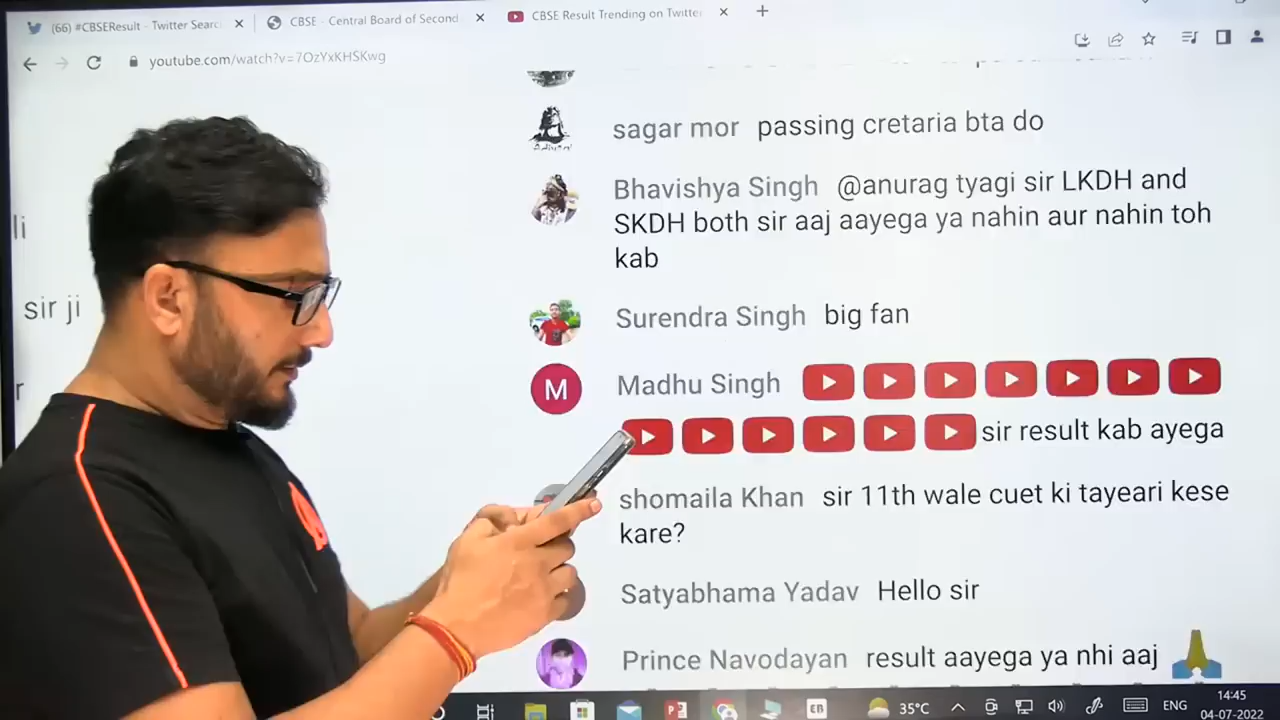 (66) #CBSEResult - Twitter Searc
CBSE - Central Board of Second
CBSE Result Trending on Twitte
youtube.com/watch?v=7OzYxKHSKwg
sagar mor passing cretaria bta do
Bhavishya Singh @anurag tyagi sir LKDH and
SKDH both sir aaj aayega ya nahin aur nahin toh
kab
li
sir ji
Surendra Singh big fan
r
Madhu Singh
sir result kab ayega
shomaila Khan sir 11th wale cuet ki tayeari kese
kare?
Satyabhama Yadav Hello sir
Prince Navodayan result aayega ya nhi aaj
35°C
ENG
14:45
04-07-2022